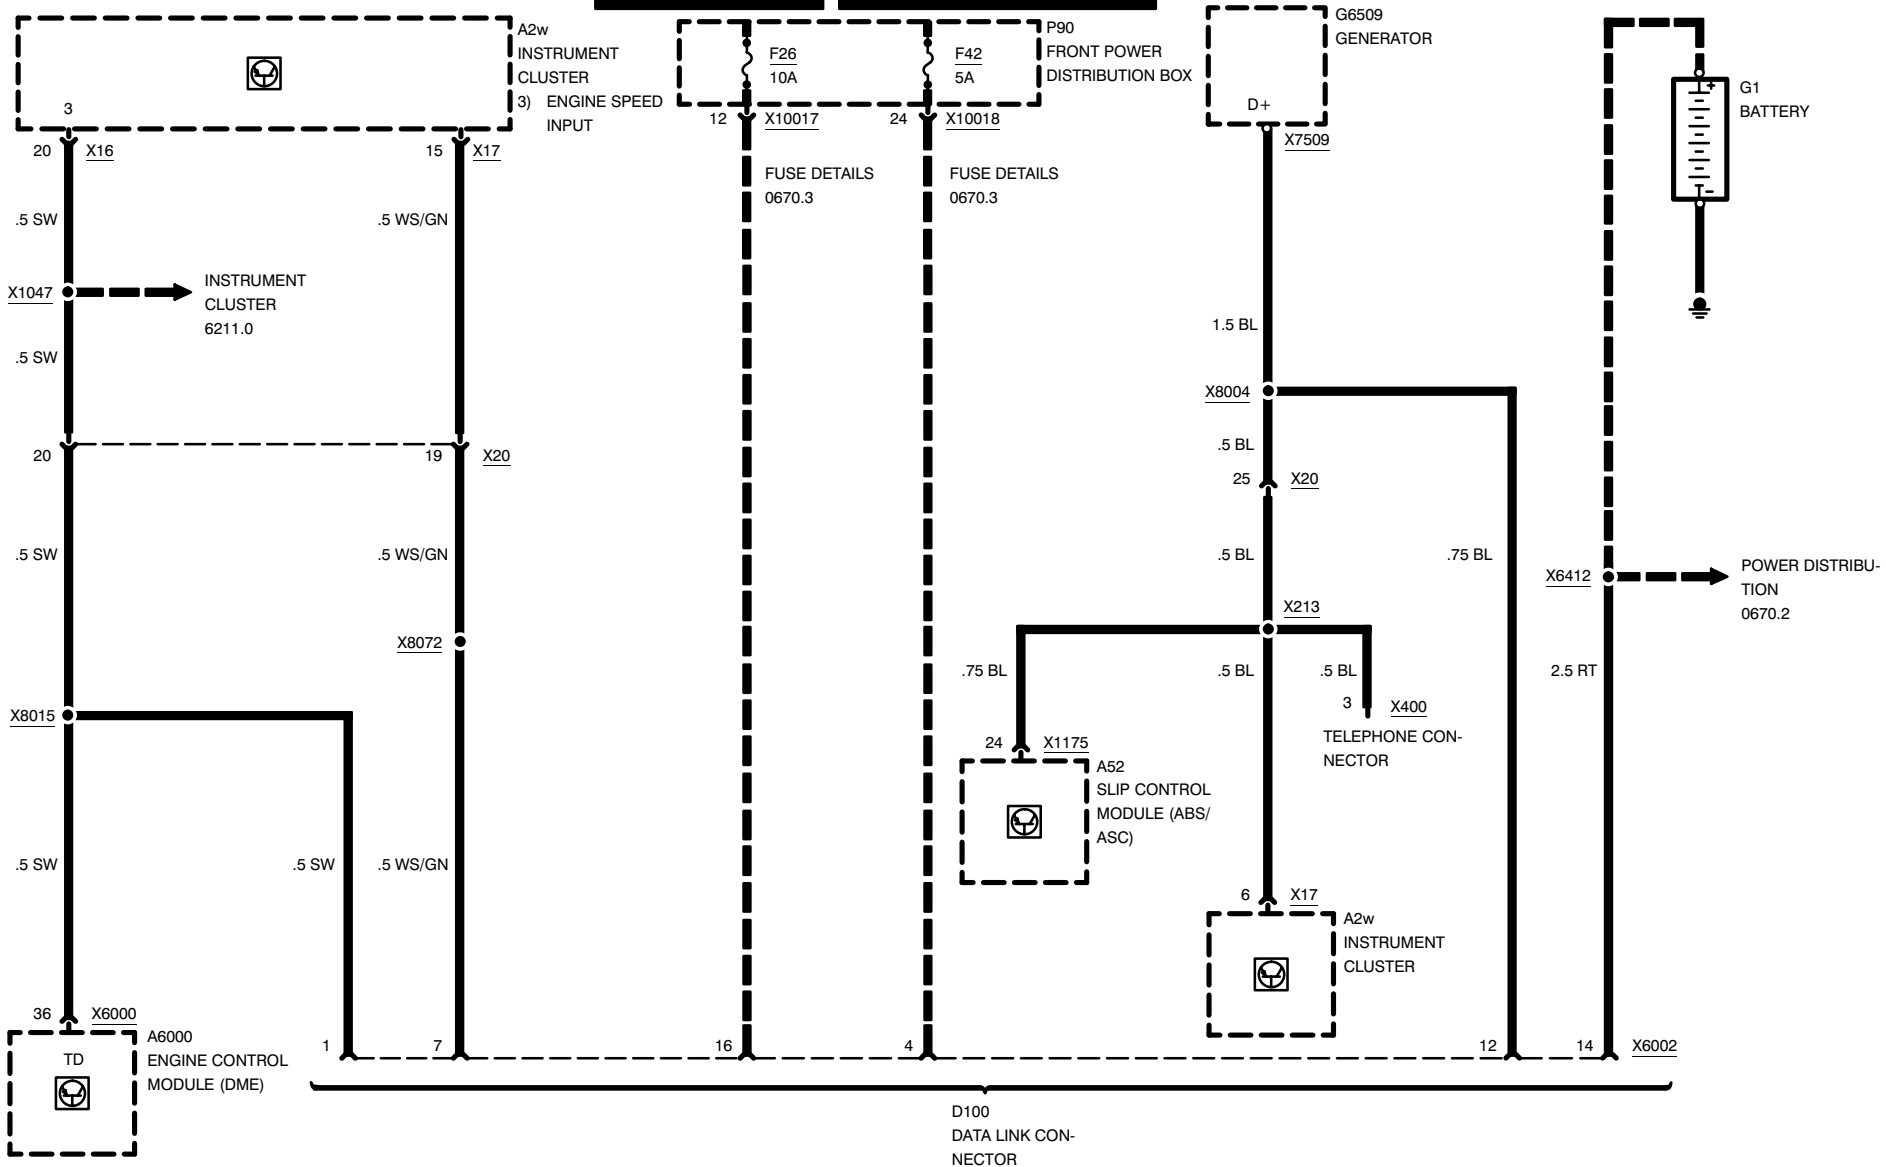 A2w
INSTRUMENT
CLUSTER
3) ENGINE SPEED
INPUT
3
20 X16
15 X17
F26
10A
F42
5A
P90
FRONT POWER
DISTRIBUTION BOX
12 X10017
24 X10018
FUSE DETAILS
0670.3
FUSE DETAILS
0670.3
G6509
GENERATOR
D+
X7509
+
-
G1
BATTERY
.5 SW
.5 WS/GN
X1047
INSTRUMENT
CLUSTER
6211.0
.5 SW
1.5 BL
X8004
.5 BL
20
19 X20
25 X20
.5 SW
.5 WS/GN
.5 BL
.75 BL
X6412
POWER DISTRIBU-
TION
0670.2
X8072
X213
.75 BL
.5 BL
.5 BL
2.5 RT
X8015
3 X400
TELEPHONE CON-
NECTOR
24 X1175
A52
SLIP CONTROL
MODULE (ABS/
ASC)
.5 SW
.5 SW
.5 WS/GN
6 X17
A2w
INSTRUMENT
CLUSTER
36 X6000
A6000
ENGINE CONTROL
MODULE (DME)
TD
1
7
16
4
12
14 X6002
D100
DATA LINK CON-
NECTOR